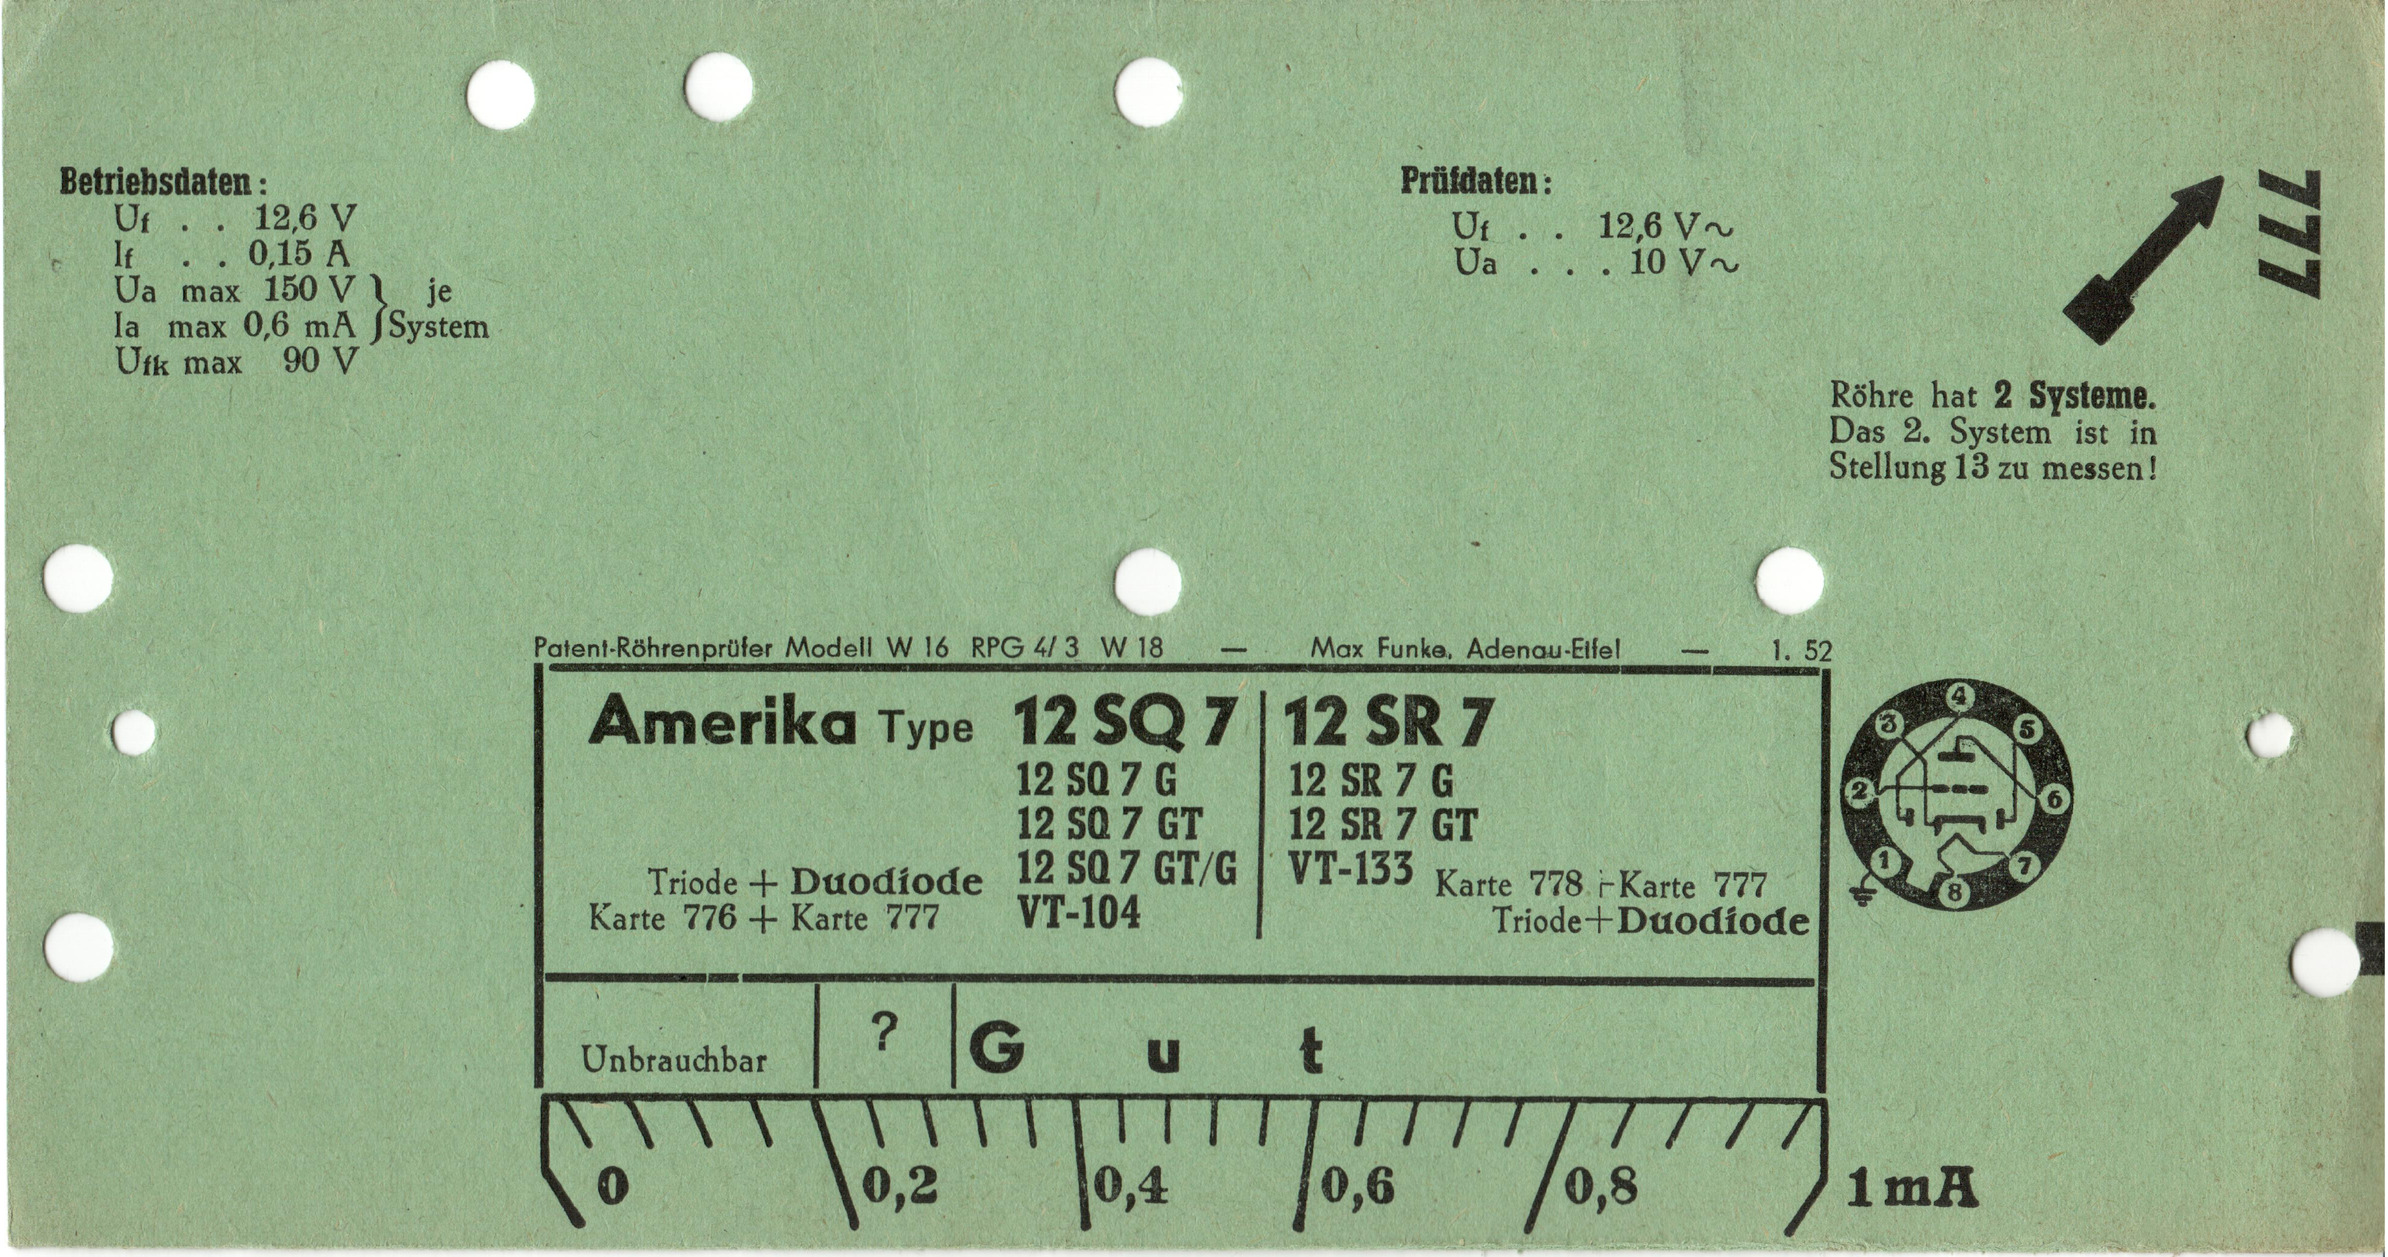 Betriebsdaten:
Uf . . 12,6 V
If . . 0,15 A
Ua max 150 V } je
Ia max 0,6 mA } System
Ufk max 90 V
Prüfdaten:
Uf . . 12,6 V~
Ua . . . 10 V~
777
Röhre hat 2 Systeme.
Das 2. System ist in
Stellung 13 zu messen!
Patent-Röhrenprüfer Modell W 16 RPG 4/3 W 18 — Max Funke, Adenau-Eifel — 1. 52
Amerika Type 12 SQ 7 | 12 SR 7
12 SQ 7 G 12 SR 7 G
12 SQ 7 GT 12 SR 7 GT
12 SQ 7 GT/G VT-133
Triode + Duodiode Karte 778 + Karte 777
Karte 776 + Karte 777 VT-104 Triode+Duodiode
4
3 5
2 6
1 7
8
Unbrauchbar ? Gut
0 0,2 0,4 0,6 0,8 1 mA